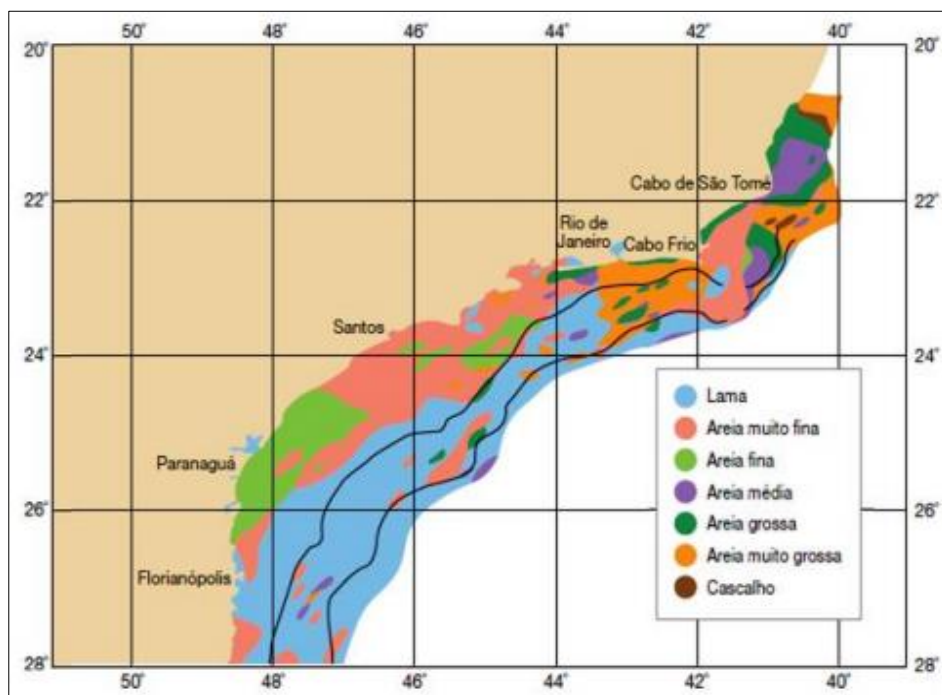 50° 48° 46° 44° 42° 40°
20° 20°
Cabo de São Tomé
22° 22°
Rio de
Janeiro
Cabo Frio
Santos
24° 24°
Lama
Areia muito fina
Areia fina
Areia média
Areia grossa
Areia muito grossa
Cascalho
Paranaguá
26° 26°
Florianópolis
28° 28°
50° 48° 46° 44° 42° 40°